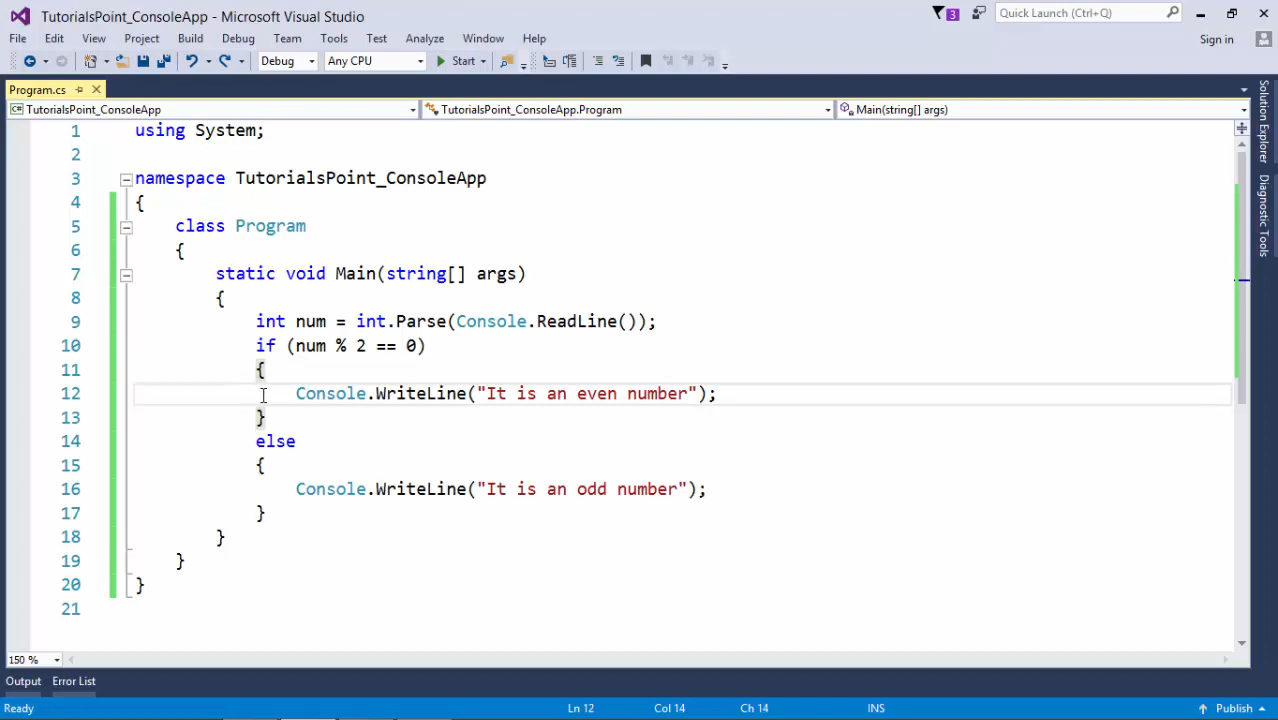 TutorialsPoint_ConsoleApp - Microsoft Visual Studio
3
Quick Launch (Ctrl+Q)
File Edit View Project Build Debug Team Tools Test Analyze Window Help
Sign in
Debug Any CPU Start
Program.cs
TutorialsPoint_ConsoleApp TutorialsPoint_ConsoleApp.Program Main(string[] args)
1 using System;
2
3 namespace TutorialsPoint_ConsoleApp
4 {
5 class Program
6 {
7 static void Main(string[] args)
8 {
9 int num = int.Parse(Console.ReadLine());
10 if (num % 2 == 0)
11 {
12 Console.WriteLine("It is an even number");
13 }
14 else
15 {
16 Console.WriteLine("It is an odd number");
17 }
18 }
19 }
20 }
21
Solution Explorer
Diagnostic Tools
150 %
Output Error List
Ready Ln 12 Col 14 Ch 14 INS Publish